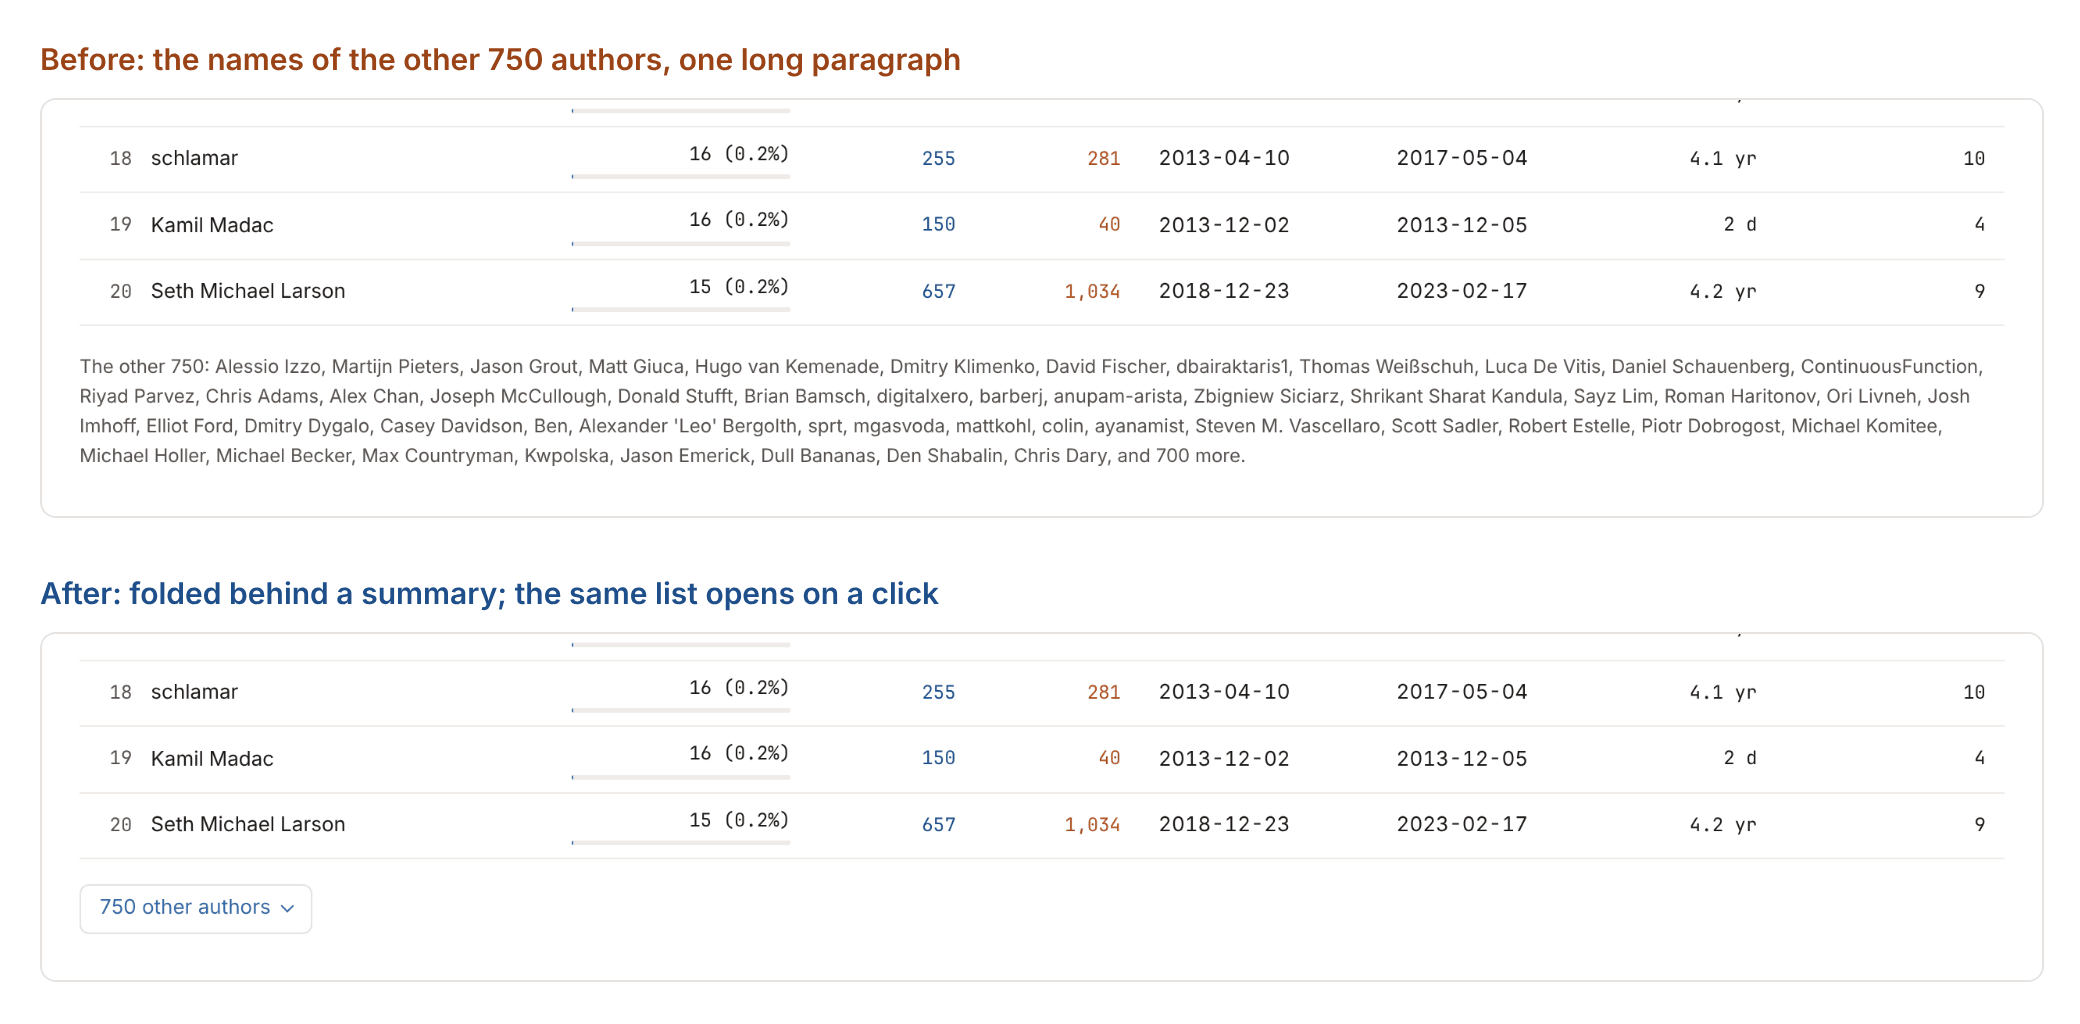 Before: the names of the other 750 authors, one long paragraph
18 schlamar 16 (0.2%) 255 281 2013-04-10 2017-05-04 4.1 yr 10
19 Kamil Madac 16 (0.2%) 150 40 2013-12-02 2013-12-05 2 d 4
20 Seth Michael Larson 15 (0.2%) 657 1,034 2018-12-23 2023-02-17 4.2 yr 9
The other 750: Alessio Izzo, Martijn Pieters, Jason Grout, Matt Giuca, Hugo van Kemenade, Dmitry Klimenko, David Fischer, dbairaktaris1, Thomas Weißschuh, Luca De Vitis, Daniel Schauenberg, ContinuousFunction,
Riyad Parvez, Chris Adams, Alex Chan, Joseph McCullough, Donald Stufft, Brian Bamsch, digitalxero, barberj, anupam-arista, Zbigniew Siciarz, Shrikant Sharat Kandula, Sayz Lim, Roman Haritonov, Ori Livneh, Josh
Imhoff, Elliot Ford, Dmitry Dygalo, Casey Davidson, Ben, Alexander 'Leo' Bergolth, sprt, mgasvoda, mattkohl, colin, ayanamist, Steven M. Vascellaro, Scott Sadler, Robert Estelle, Piotr Dobrogost, Michael Komitee,
Michael Holler, Michael Becker, Max Countryman, Kwpolska, Jason Emerick, Dull Bananas, Den Shabalin, Chris Dary, and 700 more.
After: folded behind a summary; the same list opens on a click
18 schlamar 16 (0.2%) 255 281 2013-04-10 2017-05-04 4.1 yr 10
19 Kamil Madac 16 (0.2%) 150 40 2013-12-02 2013-12-05 2 d 4
20 Seth Michael Larson 15 (0.2%) 657 1,034 2018-12-23 2023-02-17 4.2 yr 9
750 other authors